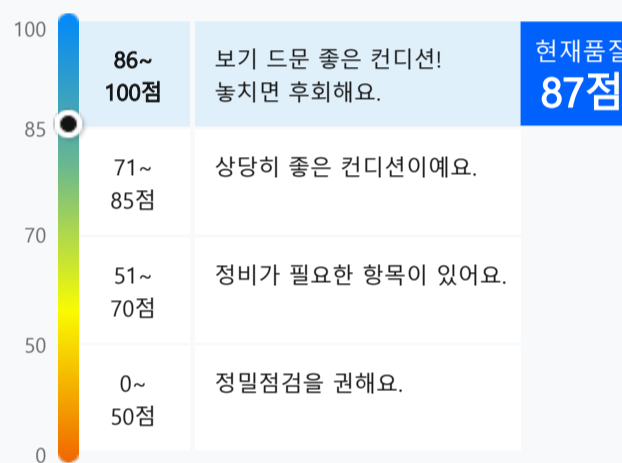 100
86~
100점
보기 드문 좋은 컨디션!
놓치면 후회해요.
현재품질
87점
85
71~
85점
상당히 좋은 컨디션이예요.
70
51~
70점
정비가 필요한 항목이 있어요.
50
0~
50점
정밀점검을 권해요.
0